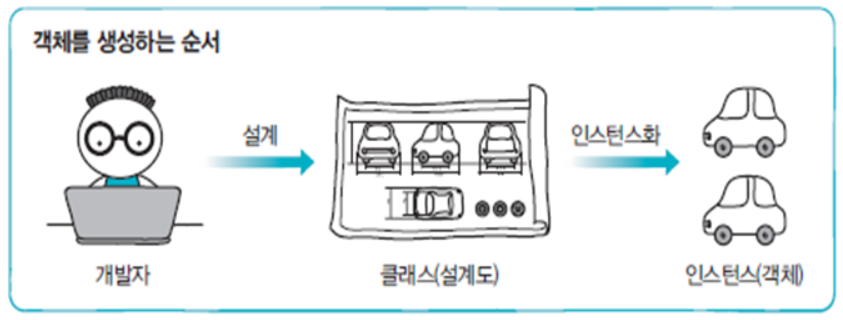 객체를 생성하는 순서
설계
인스턴스화
개발자
클래스(설계도)
인스턴스(객체)